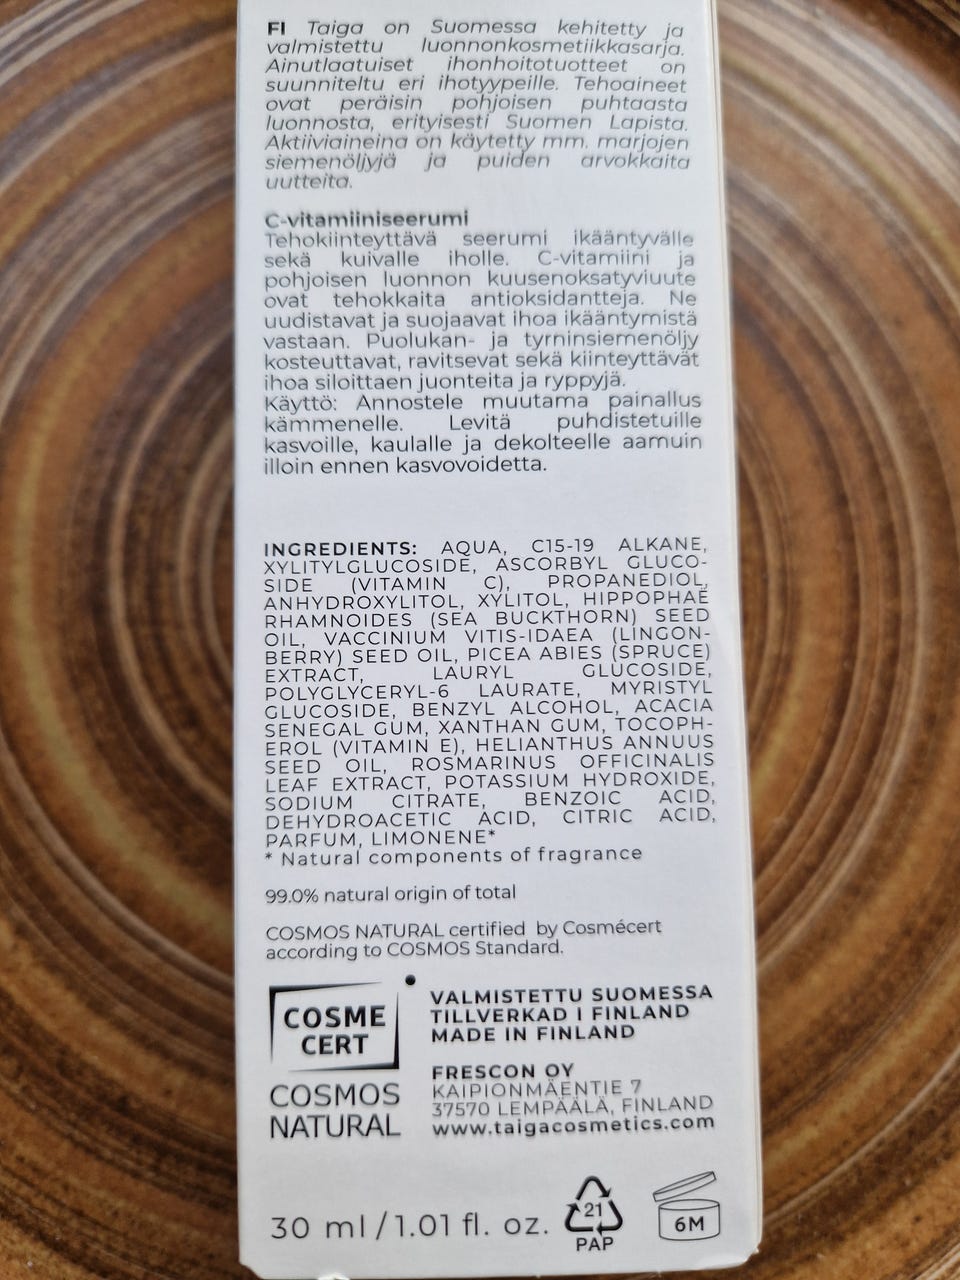 FI Taiga on Suomessa kehitetty ja
valmistettu luonnonkosmetiikkasarja.
Ainutlaatuiset ihonhoitotuotteet on
suunniteltu eri ihotyypeille. Tehoaineet
ovat peräisin pohjoisen puhtaasta
luonnosta, erityisesti Suomen Lapista.
Aktiiviaineina on käytetty mm. marjojen
siemenöljyjä ja puiden arvokkaita
uutteita.
C-vitamiiniseerumi
Tehokiinteyttävä seerumi ikääntyvälle
sekä kuivalle iholle. C-vitamiini ja
pohjoisen luonnon kuusenoksatyviuute
ovat tehokkaita antioksidantteja. Ne
uudistavat ja suojaavat ihoa ikääntymistä
vastaan. Puolukan- ja tyrninsiemenöljy
kosteuttavat, ravitsevat sekä kiinteyttävät
ihoa siloittaen juonteita ja ryppyjä.
Käyttö: Annostele muutama painallus
kämmenelle. Levitä puhdistetuille
kasvoille, kaulalle ja dekolteelle aamuin
illoin ennen kasvovoidetta.
INGREDIENTS: AQUA, C15-19 ALKANE,
XYLITYLGLUCOSIDE, ASCORBYL GLUCO-
SIDE (VITAMIN C), PROPANEDIOL,
ANHYDROXYLITOL, XYLITOL, HIPPOPHAË
RHAMNOIDES (SEA BUCKTHORN) SEED
OIL, VACCINIUM VITIS-IDAEA (LINGON-
BERRY) SEED OIL, PICEA ABIES (SPRUCE)
EXTRACT, LAURYL GLUCOSIDE,
POLYGLYCERYL-6 LAURATE, MYRISTYL
GLUCOSIDE, BENZYL ALCOHOL, ACACIA
SENEGAL GUM, XANTHAN GUM, TOCOPH-
EROL (VITAMIN E), HELIANTHUS ANNUUS
SEED OIL, ROSMARINUS OFFICINALIS
LEAF EXTRACT, POTASSIUM HYDROXIDE,
SODIUM CITRATE, BENZOIC ACID,
DEHYDROACETIC ACID, CITRIC ACID,
PARFUM, LIMONENE*
* Natural components of fragrance
99.0% natural origin of total
COSMOS NATURAL certified by Cosmécert
according to COSMOS Standard.
COSME
CERT
COSMOS
NATURAL
VALMISTETTU SUOMESSA
TILLVERKAD I FINLAND
MADE IN FINLAND
FRESCON OY
KAIPIONMÄENTIE 7
37570 LEMPÄÄLÄ, FINLAND
www.taigacosmetics.com
30 ml / 1.01 fl. oz.
21
PAP
6M